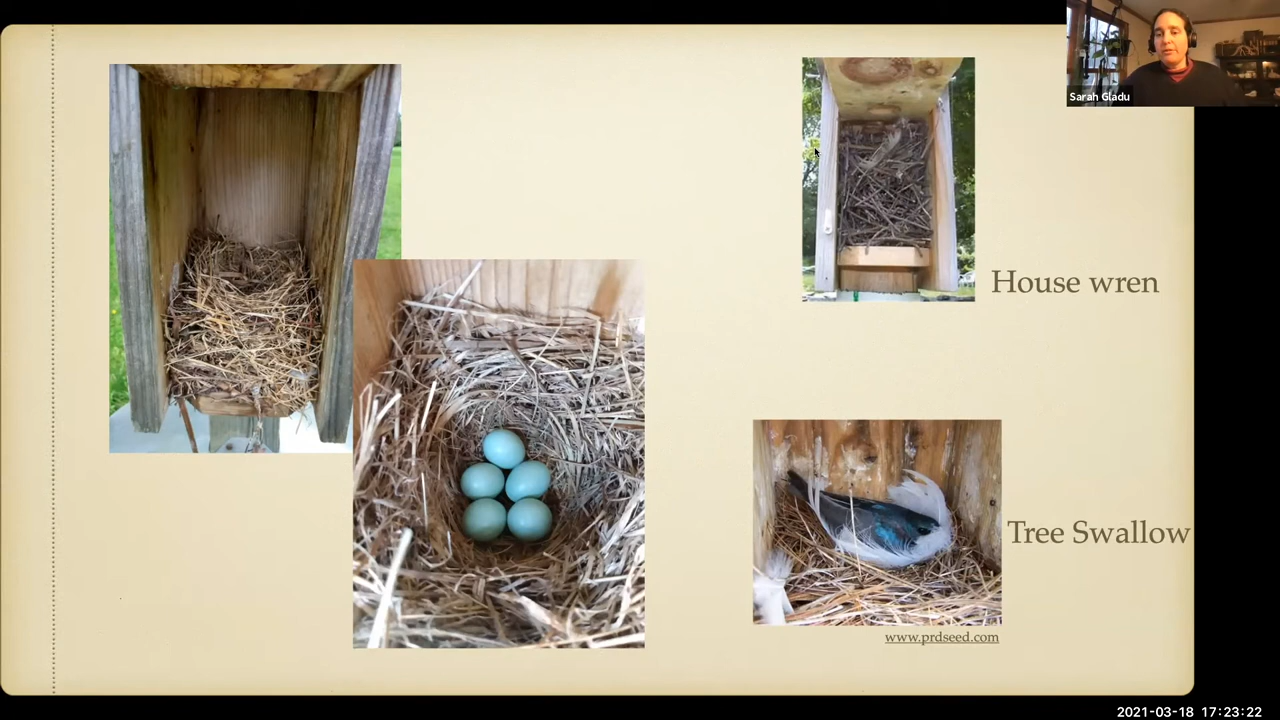 Sarah Gladu
House wren
Tree Swallow
www.prdseed.com
2021-03-18 17:23:22